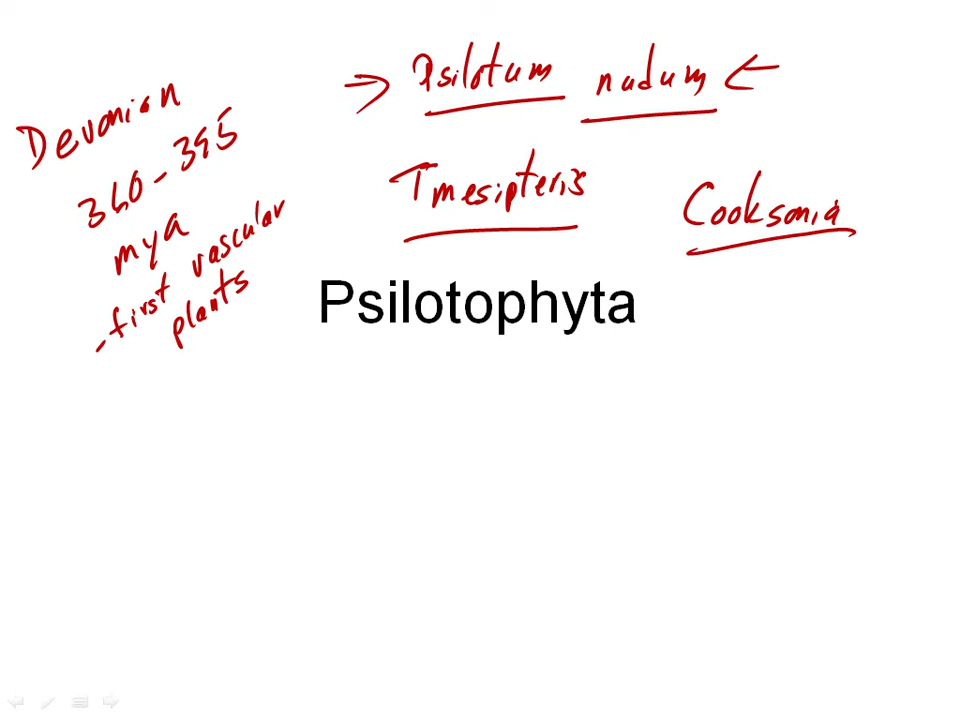 Devonian
360-395
mya
-first vascular
plants
→ Psilotum nudum ←
Tmesipteris
Cooksonia
Psilotophyta